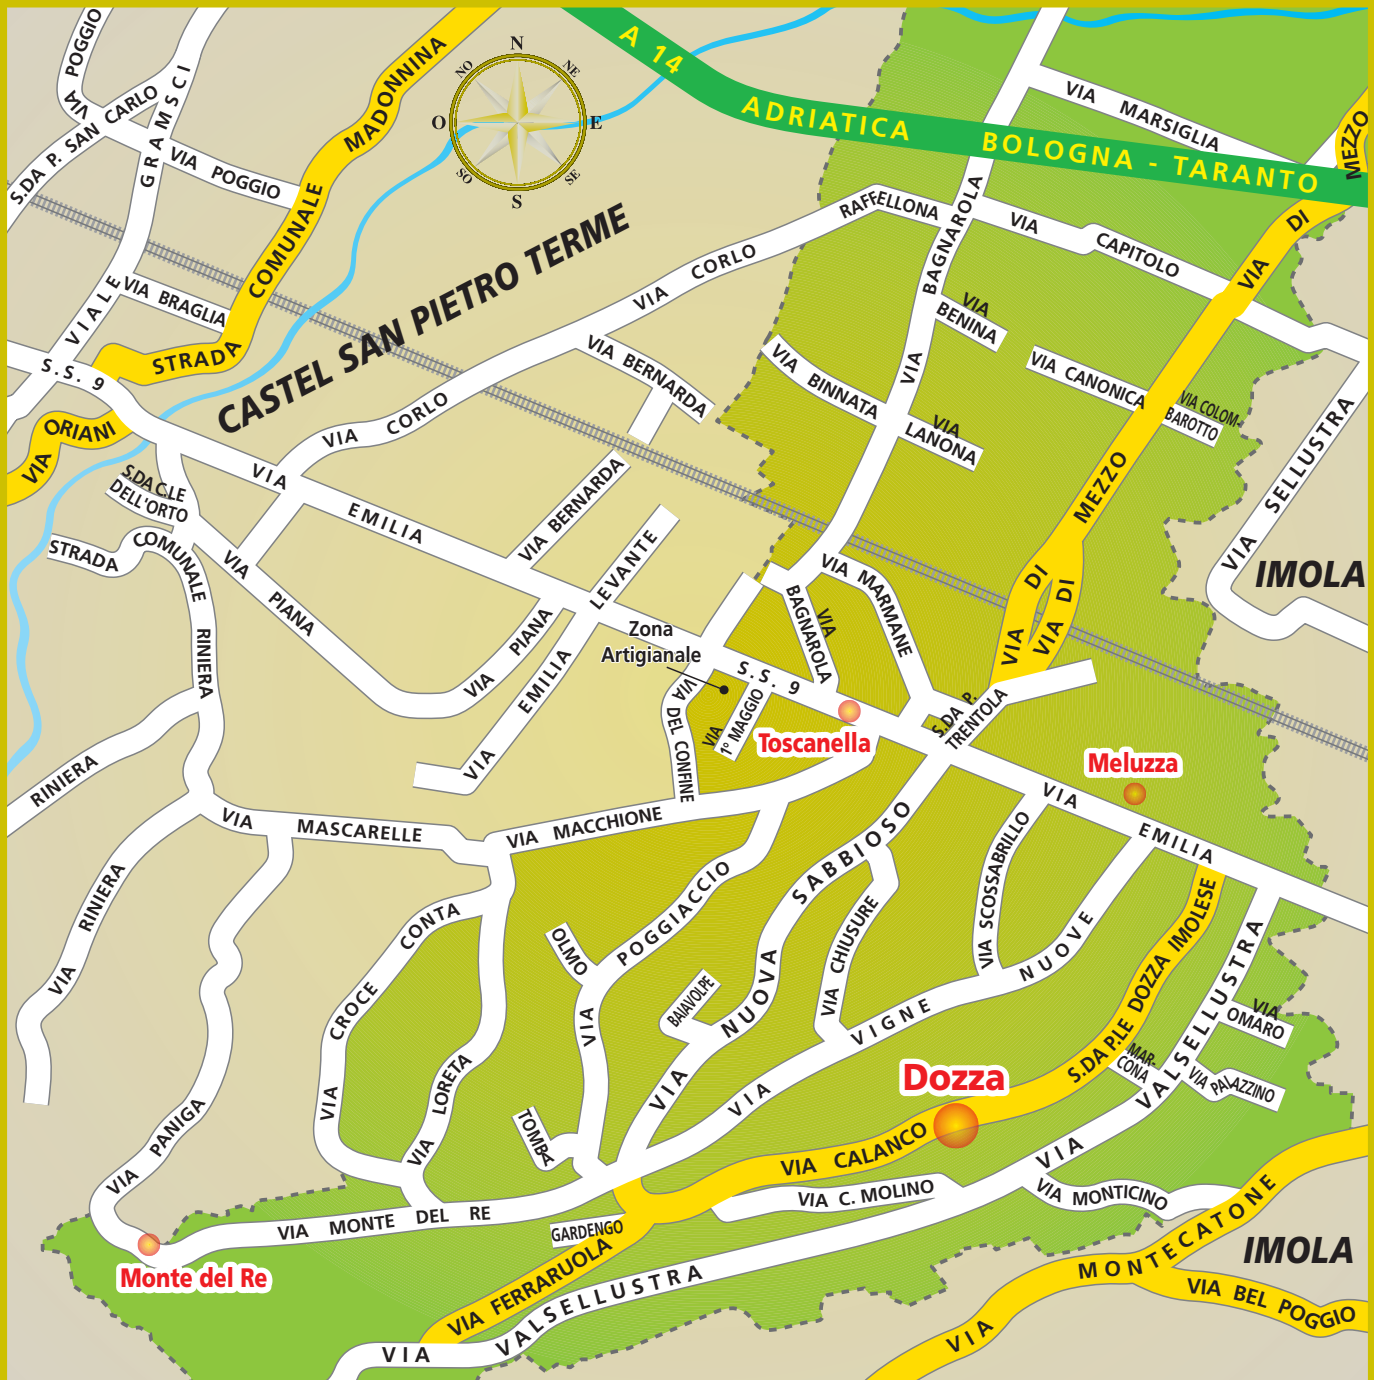 VIA POGGIO
S.DA P. SAN CARLO
VIALE GRAMSCI
VIA POGGIO
STRADA COMUNALE MADONNINA
VIA BRAGLIA
N
NE
E
SE
S
SO
O
NO
A 14
ADRIATICA
BOLOGNA - TARANTO
VIA MARSIGLIA
VIA DI MEZZO
CASTEL SAN PIETRO TERME
VIA CORLO
RAFFELLONA
VIA CORLO
VIA BAGNAROLA
VIA CAPITOLO
VIA
BENINA
VIA BERNARDA
VIA BINNATA
VIA
LANONA
VIA CANONICA
VIA COLOM-
BAROTTO
S.S. 9
VIA ORIANI
VIA EMILIA
S.DA C.LE
DELL'ORTO
STRADA COMUNALE RINIERA
VIA PIANA
VIA BERNARDA
VIA EMILIA LEVANTE
VIA PIANA
VIA SELLUSTRA
IMOLA
VIA DI
VIA DI MEZZO
VIA MARMANE
VIA
BAGNAROLA
Zona
Artigianale
S.S. 9
VIA DEL CONFINE
VIA
1° MAGGIO
Toscanella
S.DA P.
TRENTOLA
Meluzza
VIA EMILIA
RINIERA
VIA RINIERA
VIA MASCARELLE
VIA MACCHIONE
VIA CROCE CONTA
VIA LORETA
OLMO
VIA POGGIACCIO
BAIAVOLPE
VIA NUOVA SABBIOSO
VIA CHIUSURE
VIA SCOSSABRILLO
VIA VIGNE NUOVE
S.DA P.LE DOZZA IMOLESE
VIA
OMARO
MAR-
CONA
VIA PALAZZINO
TOMBA
Dozza
VIA CALANCO
VIA PANIGA
VIA C. MOLINO
VIA MONTICINO
VIA MONTE DEL RE
GARDENGO
Monte del Re
VIA FERRARUOLA
VIA VALSELLUSTRA
VIA VALSELLUSTRA
VIA MONTECATONE
IMOLA
VIA BEL POGGIO